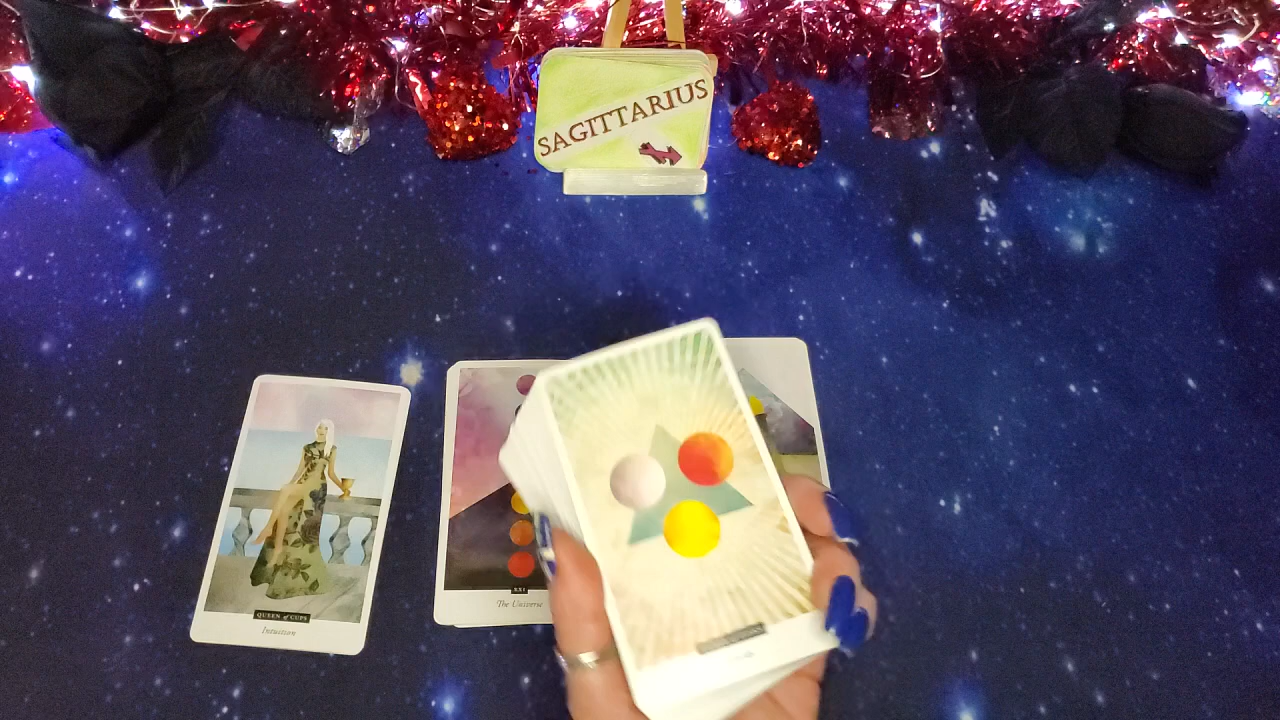 SAGITTARIUS
QUEEN of CUPS
Intuition
XXI
The Universe